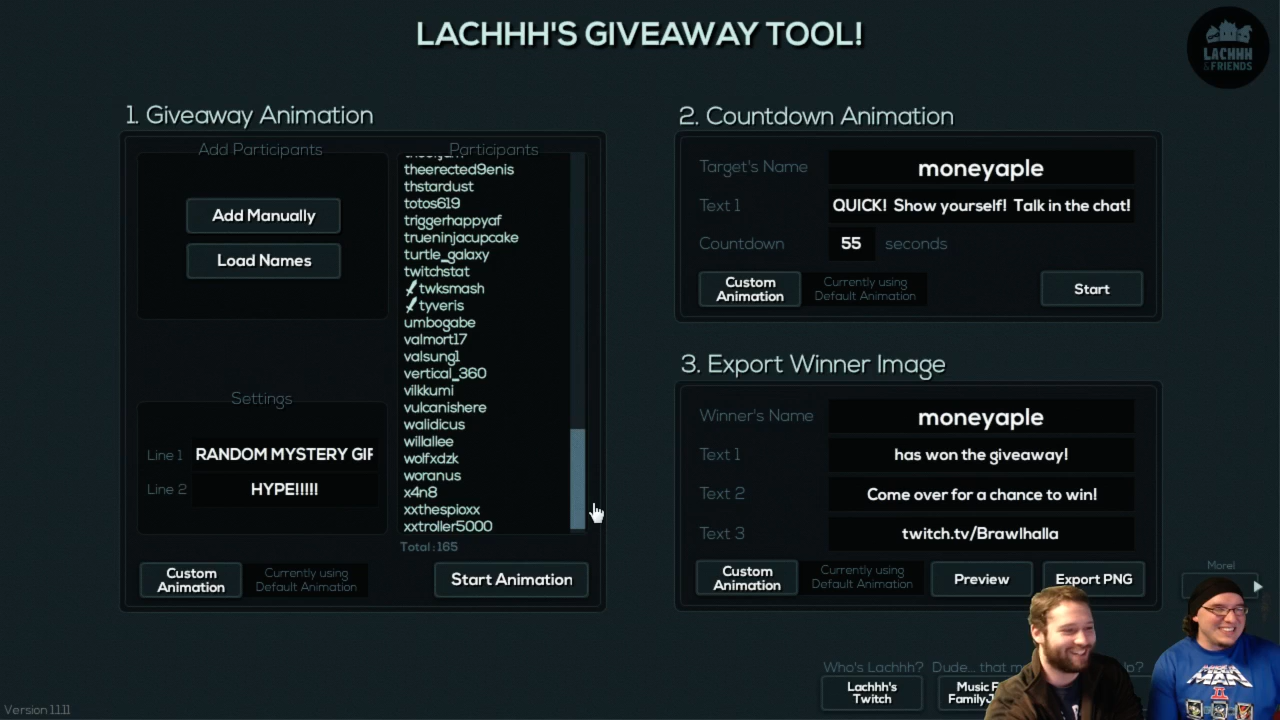 LACHHH'S GIVEAWAY TOOL!
LACHHH
&FRIENDS
1. Giveaway Animation
Add Participants
Add Manually
Load Names
Settings
Line 1 RANDOM MYSTERY GIF
Line 2 HYPE!!!!!
Custom
Animation
Currently using
Default Animation
Participants
theerected9enis
thstardust
totos619
triggerhappyaf
trueninjacupcake
turtle_galaxy
twitchstat
twksmash
tyveris
umbogabe
valmort17
valsung1
vertical_360
vilkkumi
vulcanishere
walidicus
willallee
wolfxdzk
woranus
x4n8
xxthespioxx
xxtroller5000
Total : 165
Start Animation
2. Countdown Animation
Target's Name moneyaple
Text 1 QUICK! Show yourself! Talk in the chat!
Countdown 55 seconds
Custom
Animation
Currently using
Default Animation
Start
3. Export Winner Image
Winner's Name moneyaple
Text 1 has won the giveaway!
Text 2 Come over for a chance to win!
Text 3 twitch.tv/Brawlhalla
Custom
Animation
Currently using
Default Animation
Preview
Export PNG
More!
Who's Lachhh?
Lachhh's
Twitch
Dude... that
Music
MAN
II
Version 1.1.11